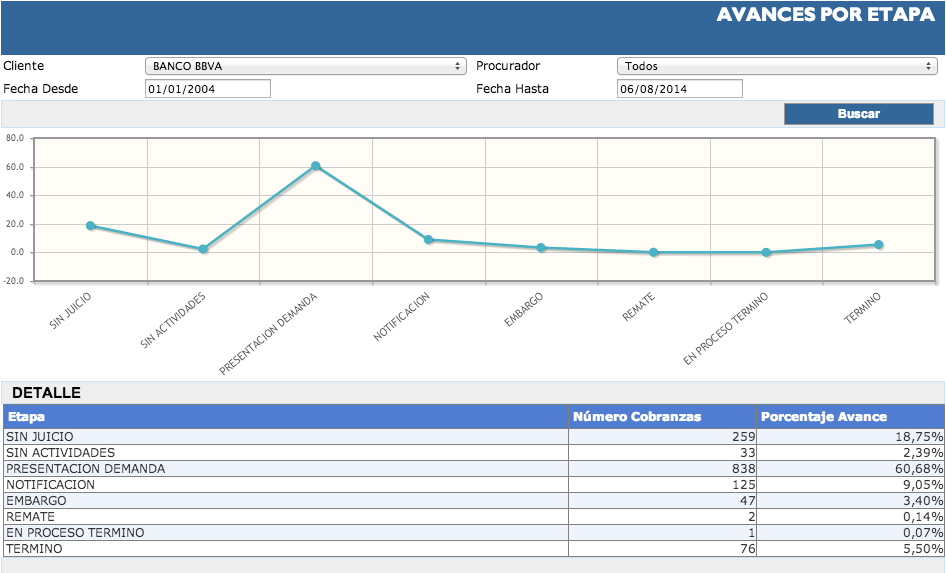 AVANCES POR ETAPA
Cliente BANCO BBVA Procurador Todos
Fecha Desde 01/01/2004 Fecha Hasta 06/08/2014
Buscar
80.0
60.0
40.0
20.0
0.0
-20.0
SIN JUICIO SIN ACTIVIDADES PRESENTACION DEMANDA NOTIFICACION EMBARGO REMATE EN PROCESO TERMINO TERMINO
DETALLE
Etapa Número Cobranzas Porcentaje Avance
SIN JUICIO 259 18,75%
SIN ACTIVIDADES 33 2,39%
PRESENTACION DEMANDA 838 60,68%
NOTIFICACION 125 9,05%
EMBARGO 47 3,40%
REMATE 2 0,14%
EN PROCESO TERMINO 1 0,07%
TERMINO 76 5,50%